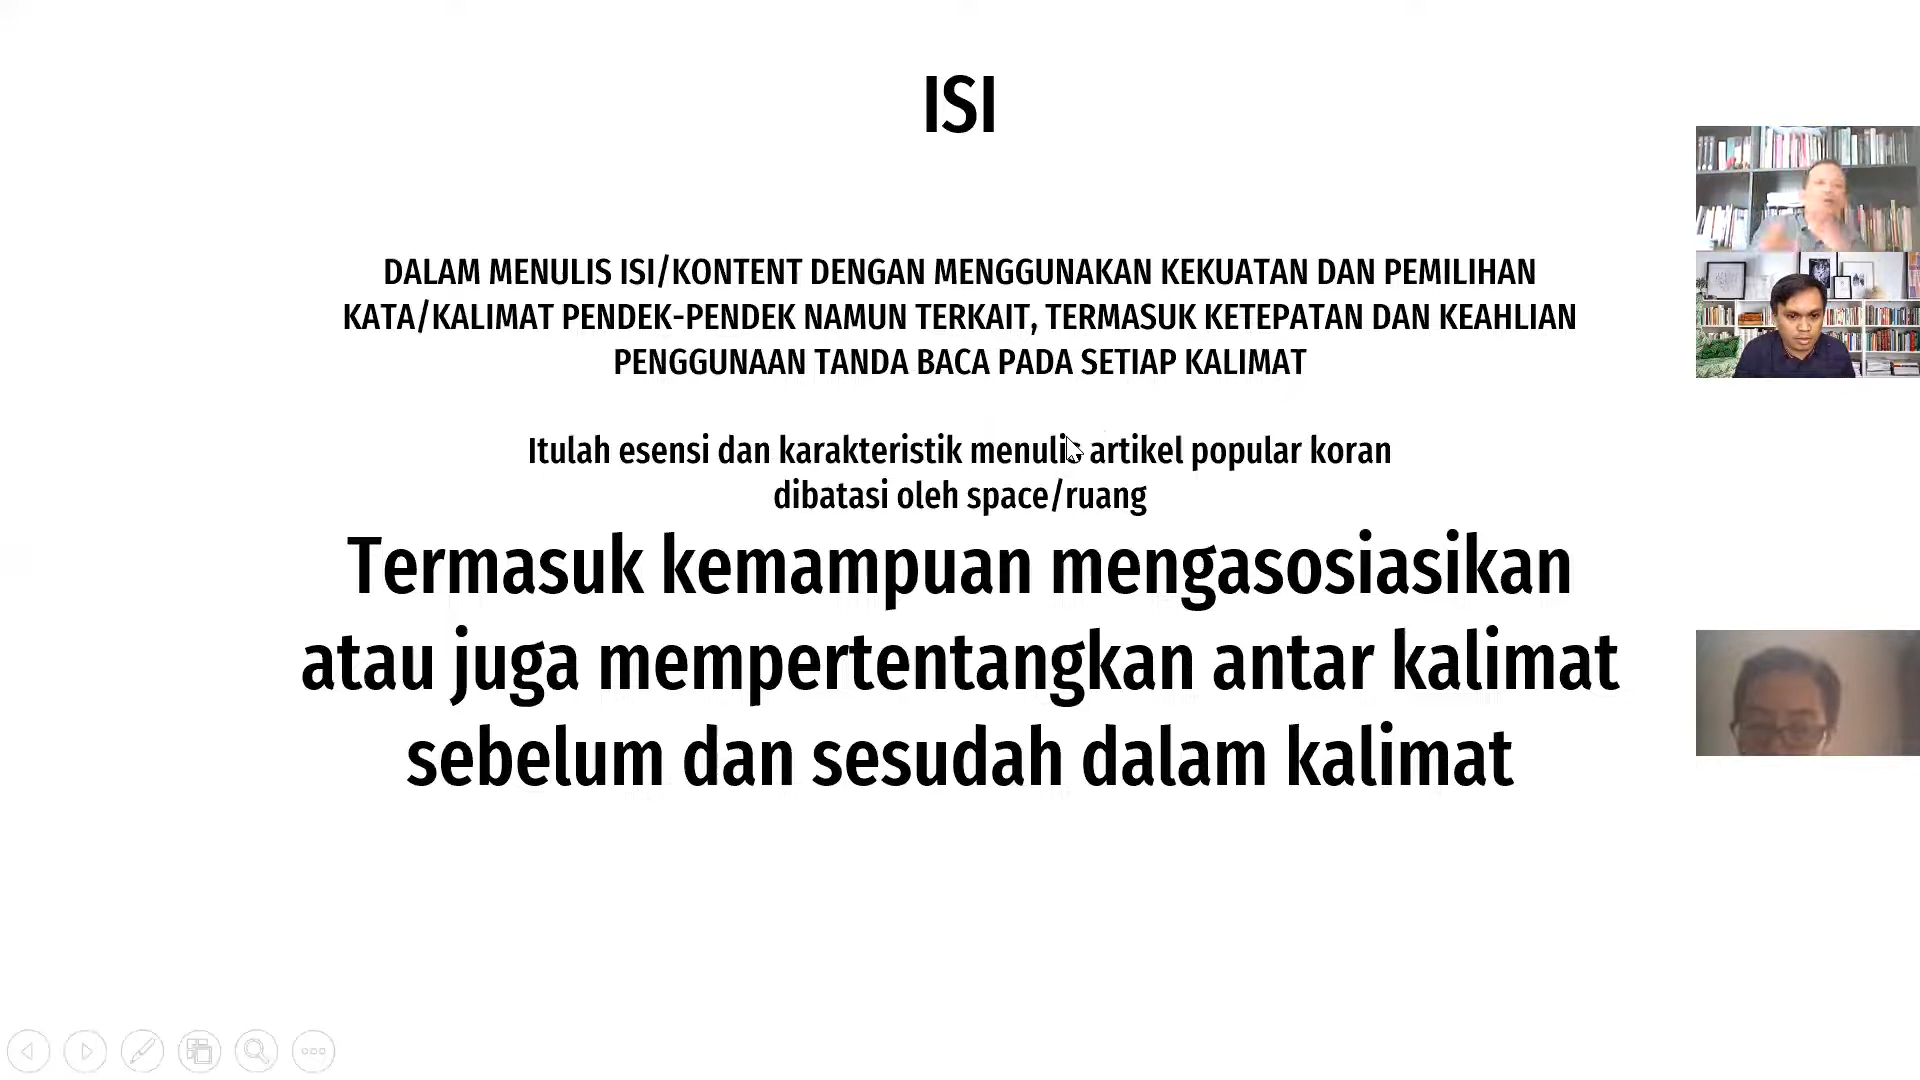 ISI
DALAM MENULIS ISI/KONTENT DENGAN MENGGUNAKAN KEKUATAN DAN PEMILIHAN
KATA/KALIMAT PENDEK-PENDEK NAMUN TERKAIT, TERMASUK KETEPATAN DAN KEAHLIAN
PENGGUNAAN TANDA BACA PADA SETIAP KALIMAT
Itulah esensi dan karakteristik menulis artikel popular koran
dibatasi oleh space/ruang
Termasuk kemampuan mengasosiasikan
atau juga mempertentangkan antar kalimat
sebelum dan sesudah dalam kalimat